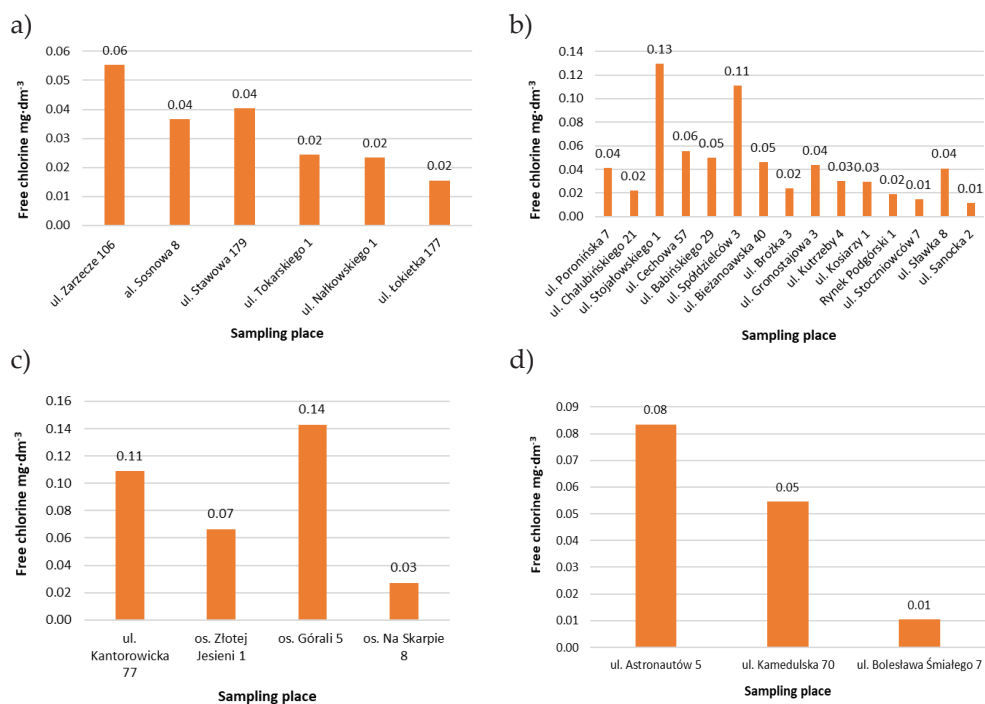 a)
0.06
0.05
0.04
0.03
0.02
0.01
0.00
Free chlorine mg·dm⁻³
0.06
0.04
0.04
0.02
0.02
0.02
ul. Zarzecze 106
al. Sosnowa 8
ul. Stawowa 179
ul. Tokarskiego 1
ul. Nałkowskiego 1
ul. Łokietka 177
Sampling place
b)
0.14
0.12
0.10
0.08
0.06
0.04
0.02
0.00
Free chlorine mg·dm⁻³
0.04
0.02
0.13
0.06
0.05
0.11
0.05
0.02
0.04
0.03
0.03
0.02
0.01
0.04
0.01
ul. Poronińska 7
ul. Chałubińskiego 21
ul. Stojałowskiego 1
ul. Cechowa 57
ul. Babińskiego 29
ul. Spółdzielców 3
ul. Bieżanoawska 40
ul. Brożka 3
ul. Gronostajowa 3
ul. Kutrzeby 4
ul. Kosiarzy 1
Rynek Podgórski 1
ul. Stoczniowców 7
ul. Sławka 8
ul. Sanocka 2
Sampling place
c)
0.16
0.14
0.12
0.10
0.08
0.06
0.04
0.02
0.00
Free chlorine mg·dm⁻³
0.11
0.07
0.14
0.03
ul.
Kantorowicka
77
os. Złotej
Jesieni 1
os. Górali 5
os. Na Skarpie
8
Sampling place
d)
0.09
0.08
0.07
0.06
0.05
0.04
0.03
0.02
0.01
0.00
Free chlorine mg·dm⁻³
0.08
0.05
0.01
ul. Astronautów 5
ul. Kamedulska 70
ul. Bolesława Śmiałego 7
Sampling place